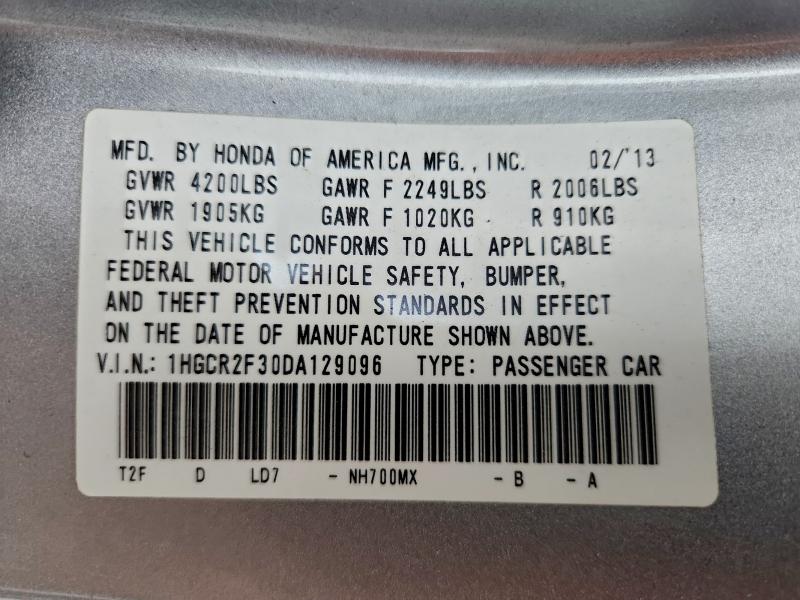 MFD. BY HONDA OF AMERICA MFG., INC. 02/'13
GVWR 4200LBS GAWR F 2249LBS R 2006LBS
GVWR 1905KG GAWR F 1020KG R 910KG
THIS VEHICLE CONFORMS TO ALL APPLICABLE
FEDERAL MOTOR VEHICLE SAFETY, BUMPER,
AND THEFT PREVENTION STANDARDS IN EFFECT
ON THE DATE OF MANUFACTURE SHOWN ABOVE.
V.I.N.: 1HGCR2F30DA129096 TYPE: PASSENGER CAR
T2F D LD7 - NH700MX - B - A